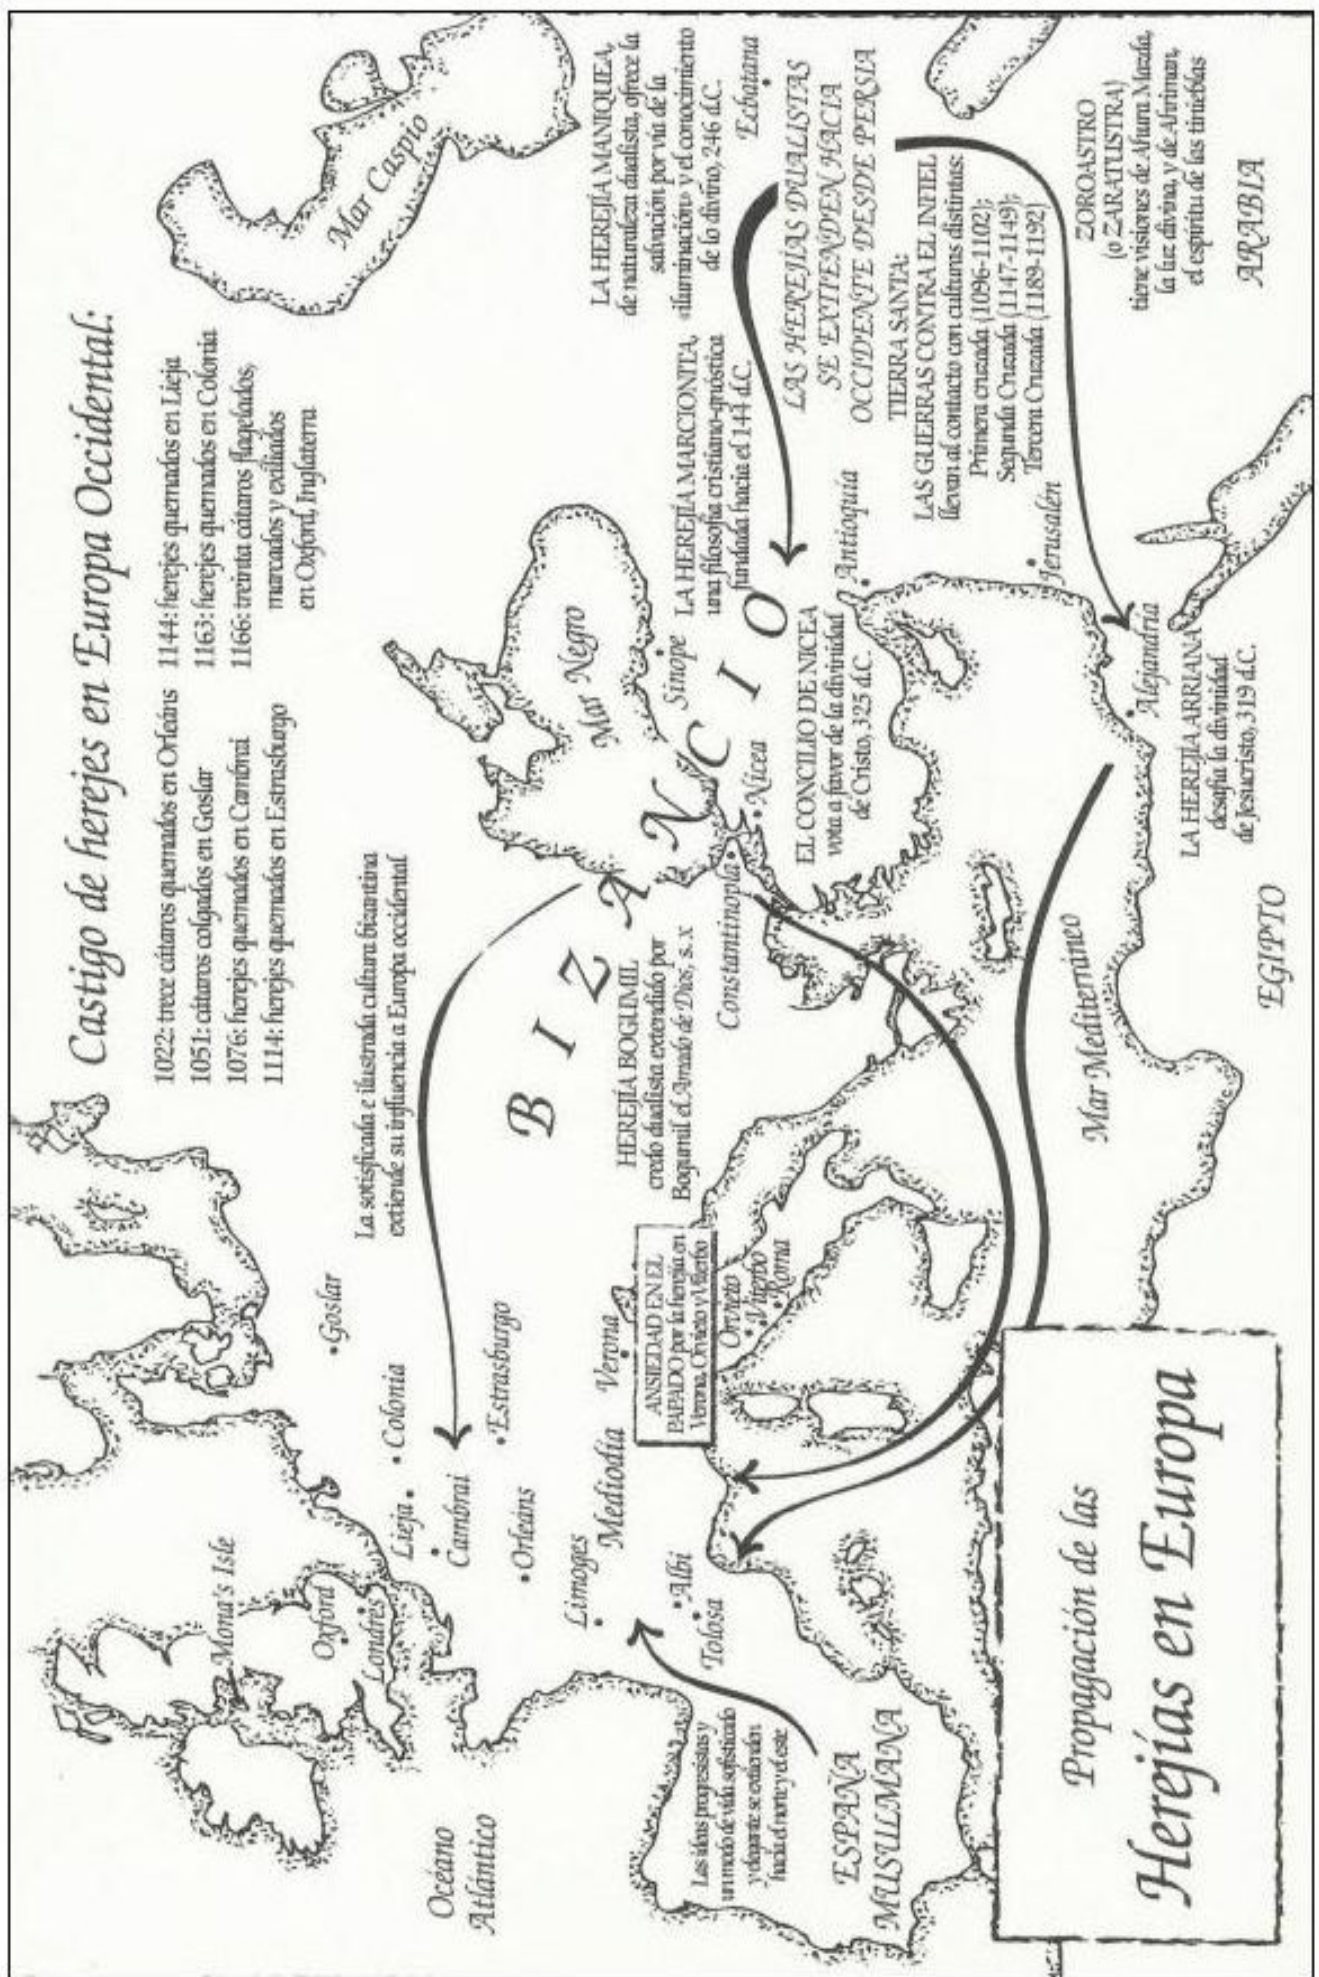 Castigo de herejes en Europa Occidental:
1022: trece cátaros quemados en Orleáns
1051: cátaros colgados en Goslar
1076: herejes quemados en Cambrai
1114: herejes quemados en Estrasburgo
1144: herejes quemados en Lieja
1163: herejes quemados en Colonia
1166: treinta cátaros flagelados,
marcados y exiliados
en Oxford, Inglaterra
Mar Caspio
La sotisficada e ilustrada cultura bizantina
extiende su influencia a Europa occidental
Mona's Isle
Oxford
Londres
Océano
Atlántico
Goslar
Colonia
Lieja
Cambrai
Estrasburgo
Orleáns
Limoges
Mediodía
Verona
Albi
Tolosa
ANSIEDAD EN EL
PAPADO por la herejía en
Verona, Orvieto y Viterbo
Orvieto
Viterbo
Roma
BIZANCIO
HEREJÍA BOGUMIL
credo dualista extendido por
Bogumil el Amado de Dios, s.X
Constantinopla
Mar Negro
Sinope
Nicea
EL CONCILIO DE NICEA
vota a favor de la divinidad
de Cristo, 325 d.C.
LA HEREJÍA MARCIONITA,
una filosofía cristiano-gnóstica
fundada hacia el 144 d.C.
LA HEREJÍA MANIQUEA,
de naturaleza dualista, ofrece la
salvación por vía de la
«iluminación» y el conocimiento
de lo divino, 246 d.C.
Ecbatana
LAS HEREJÍAS DUALISTAS
SE EXTIENDEN HACIA
OCCIDENTE DESDE PERSIA
Antioquía
TIERRA SANTA:
LAS GUERRAS CONTRA EL INFIEL
llevan al contacto con culturas distintas:
Primera cruzada (1096-1102);
Segunda Cruzada (1147-1149);
Tercera Cruzada (1189-1192)
Jerusalén
ZOROASTRO
(o ZARATUSTRA)
tiene visiones de Ahura Mazda,
la luz divina, y de Ahriman,
el espíritu de las tinieblas
ARABIA
Alejandría
LA HEREJÍA ARRIANA
desafía la divinidad
de Jesucristo, 319 d.C.
EGIPTO
Mar Mediterráneo
Las ideas progresistas y
un modo de vida sofisticado
y elegante se extienden
hacia el norte y el este
ESPAÑA
MUSULMANA
Propagación de las
Herejías en Europa